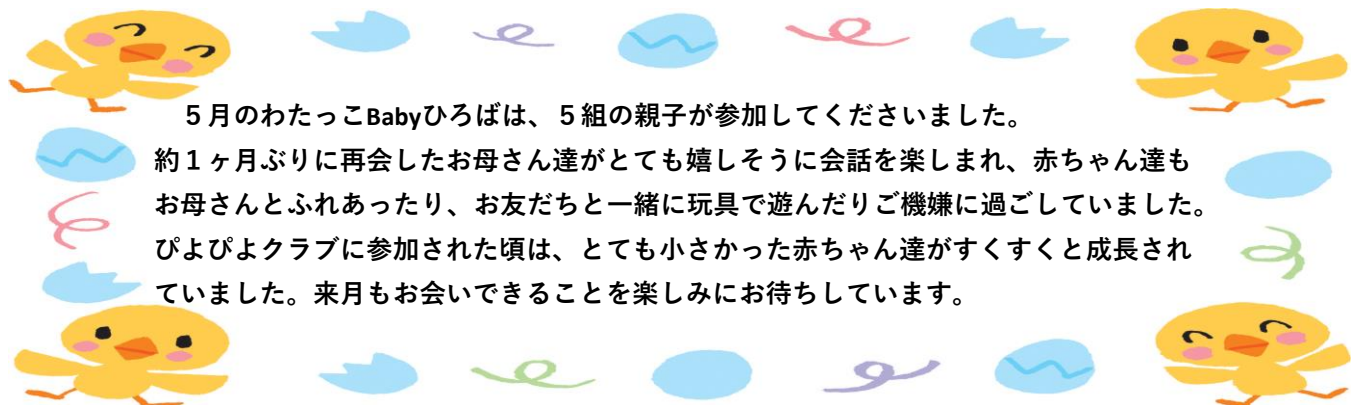 ５月のわたっこBabyひろばは、５組の親子が参加してくださいました。
約１ヶ月ぶりに再会したお母さん達がとても嬉しそうに会話を楽しまれ、赤ちゃん達も
お母さんとふれあったり、お友だちと一緒に玩具で遊んだりご機嫌に過ごしていました。
ぴよぴよクラブに参加された頃は、とても小さかった赤ちゃん達がすくすくと成長され
ていました。来月もお会いできることを楽しみにお待ちしています。